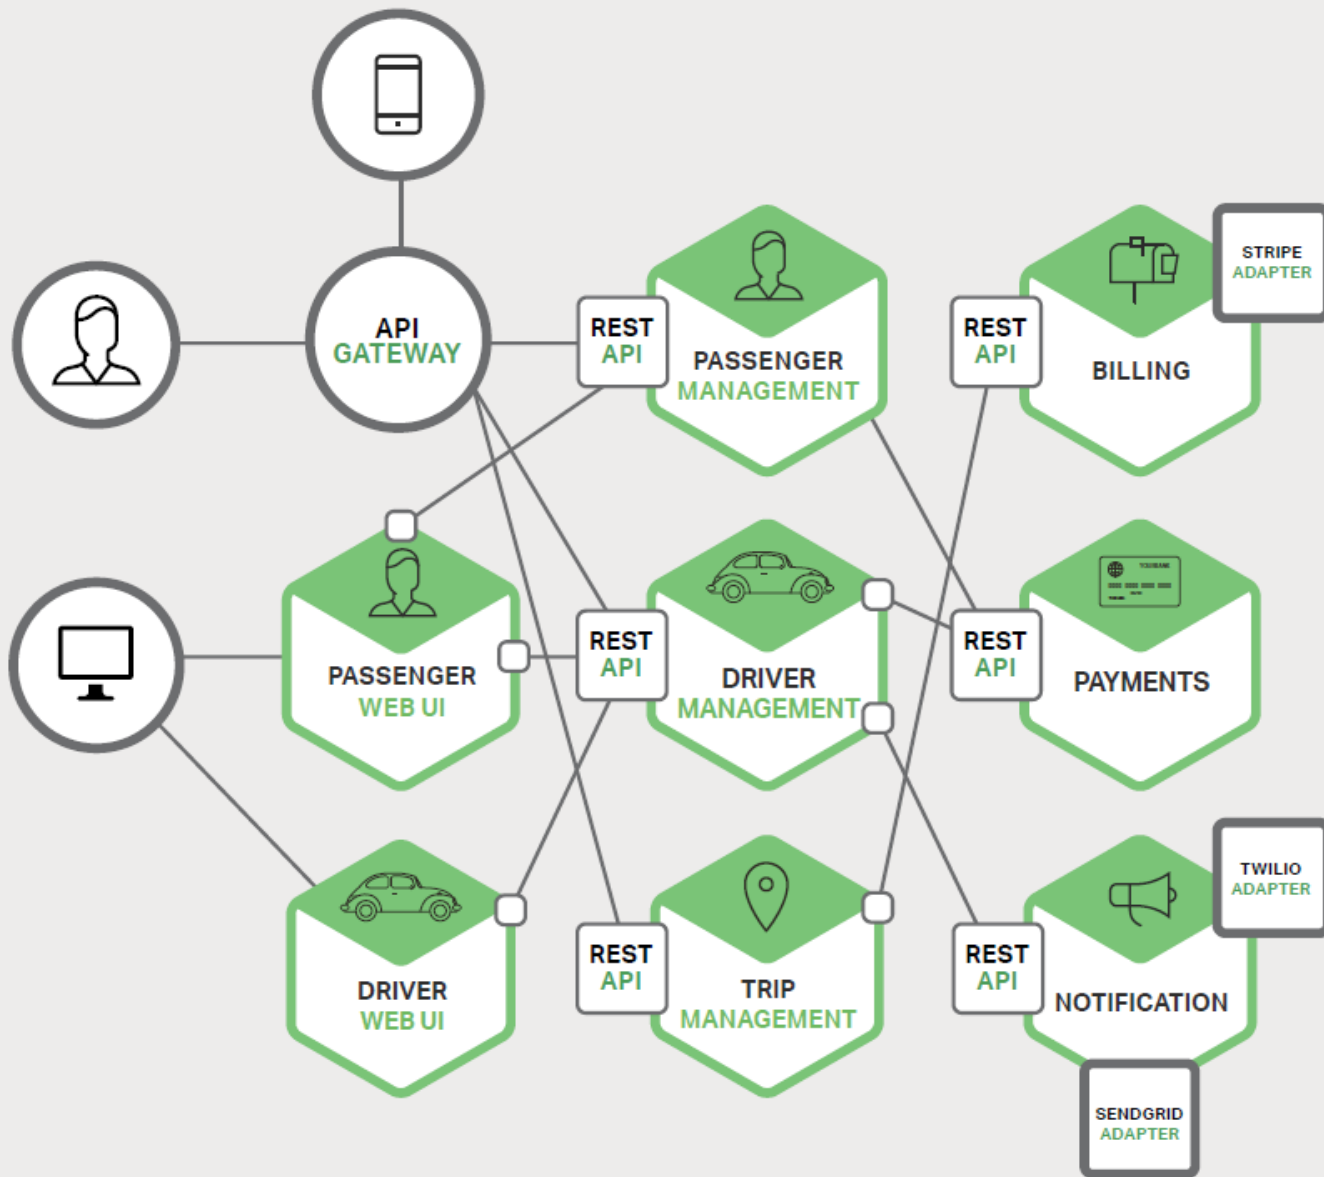 API
GATEWAY
REST
API
PASSENGER
MANAGEMENT
REST
API
BILLING
STRIPE
ADAPTER
PASSENGER
WEB UI
REST
API
DRIVER
MANAGEMENT
REST
API
PAYMENTS
DRIVER
WEB UI
REST
API
TRIP
MANAGEMENT
REST
API
NOTIFICATION
TWILIO
ADAPTER
SENDGRID
ADAPTER